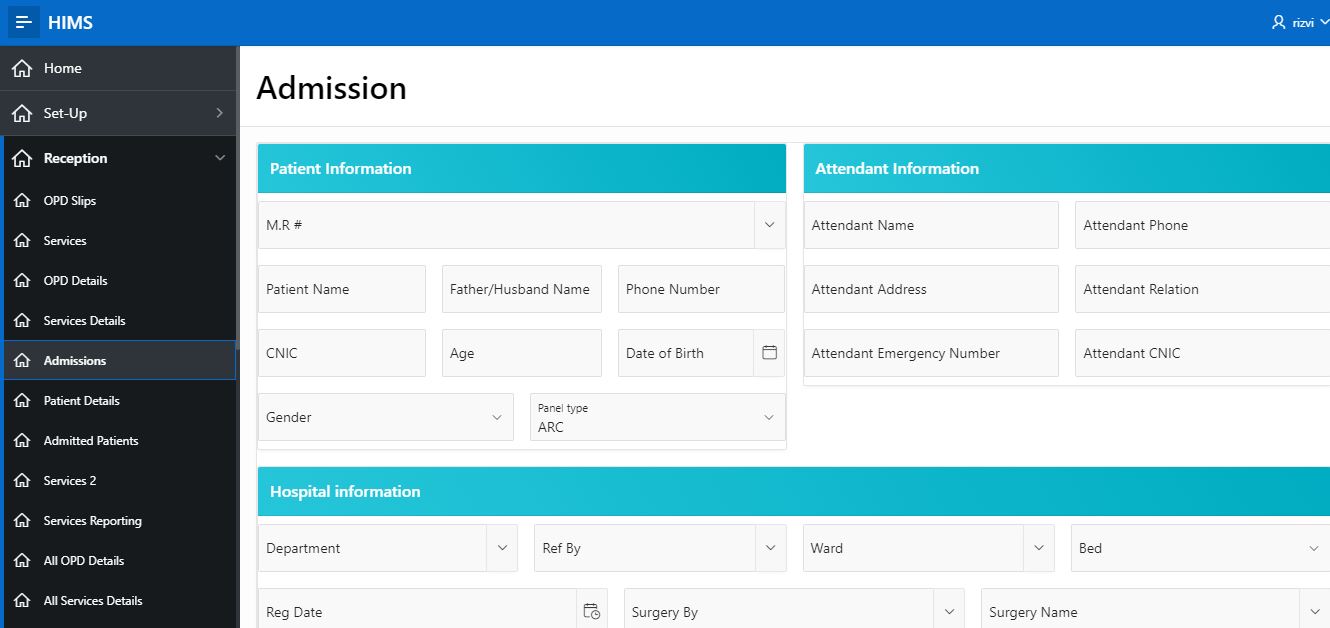 HIMS
rizvi
Home
Set-Up
Reception
OPD Slips
Services
OPD Details
Services Details
Admissions
Patient Details
Admitted Patients
Services 2
Services Reporting
All OPD Details
All Services Details
Admission
Patient Information
M.R #
Patient Name Father/Husband Name Phone Number
CNIC Age Date of Birth
Gender Panel type
ARC
Attendant Information
Attendant Name Attendant Phone
Attendant Address Attendant Relation
Attendant Emergency Number Attendant CNIC
Hospital information
Department Ref By Ward Bed
Reg Date Surgery By Surgery Name